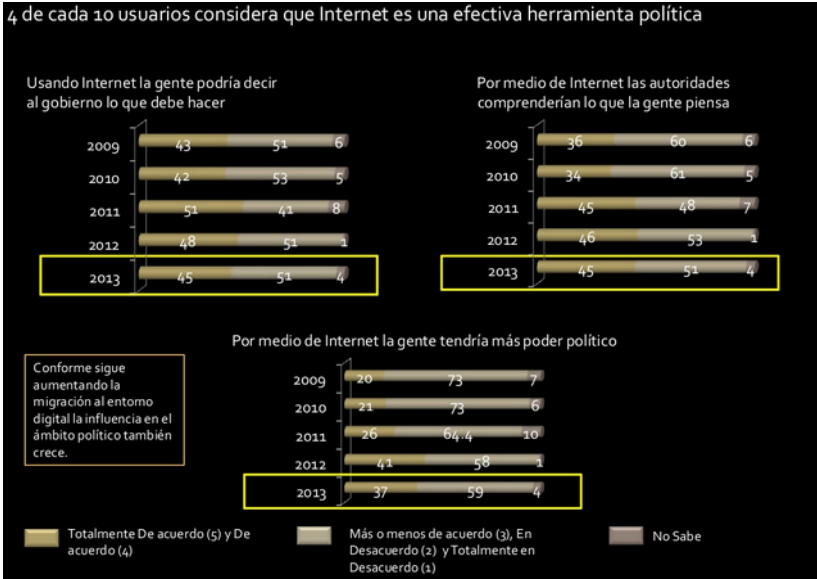 4 de cada 10 usuarios considera que Internet es una efectiva herramienta política
Usando Internet la gente podría decir
al gobierno lo que debe hacer
2009 43 51 6
2010 42 53 5
2011 51 41 8
2012 48 51 1
2013 45 51 4
Por medio de Internet las autoridades
comprenderían lo que la gente piensa
2009 36 60 6
2010 34 61 5
2011 45 48 7
2012 46 53 1
2013 45 51 4
Por medio de Internet la gente tendría más poder político
2009 20 73 7
2010 21 73 6
2011 26 64.4 10
2012 41 58 1
2013 37 59 4
Conforme sigue
aumentando la
migración al entorno
digital la influencia en el
ámbito político también
crece.
Totalmente De acuerdo (5) y De
acuerdo (4)
Más o menos de acuerdo (3), En
Desacuerdo (2) y Totalmente en
Desacuerdo (1)
No Sabe